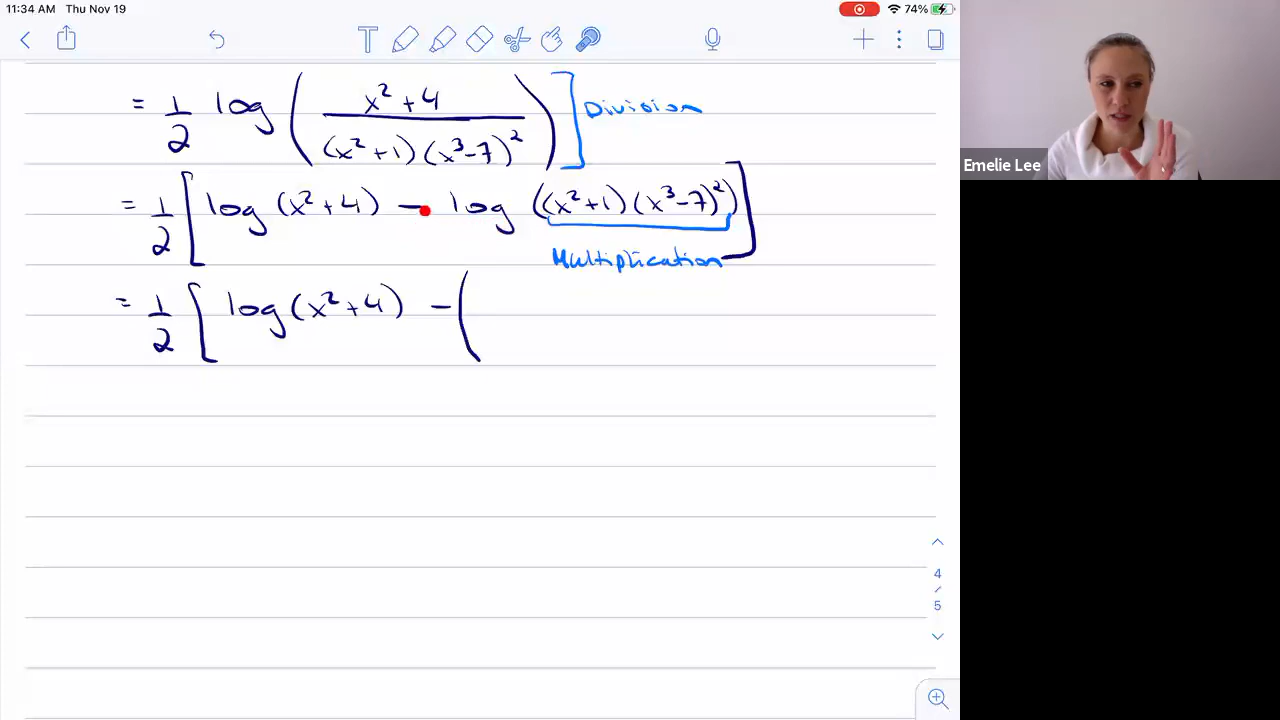 11:34 AM Thu Nov 19
74%
T
= 1/2 log ( x² + 4 / (x² + 1) (x³ - 7)² ) ] Division
= 1/2 [ log (x² + 4) - log ((x² + 1) (x³ - 7)²) ]
Multiplication
= 1/2 [ log (x² + 4) - (
4
/
5
Emelie Lee